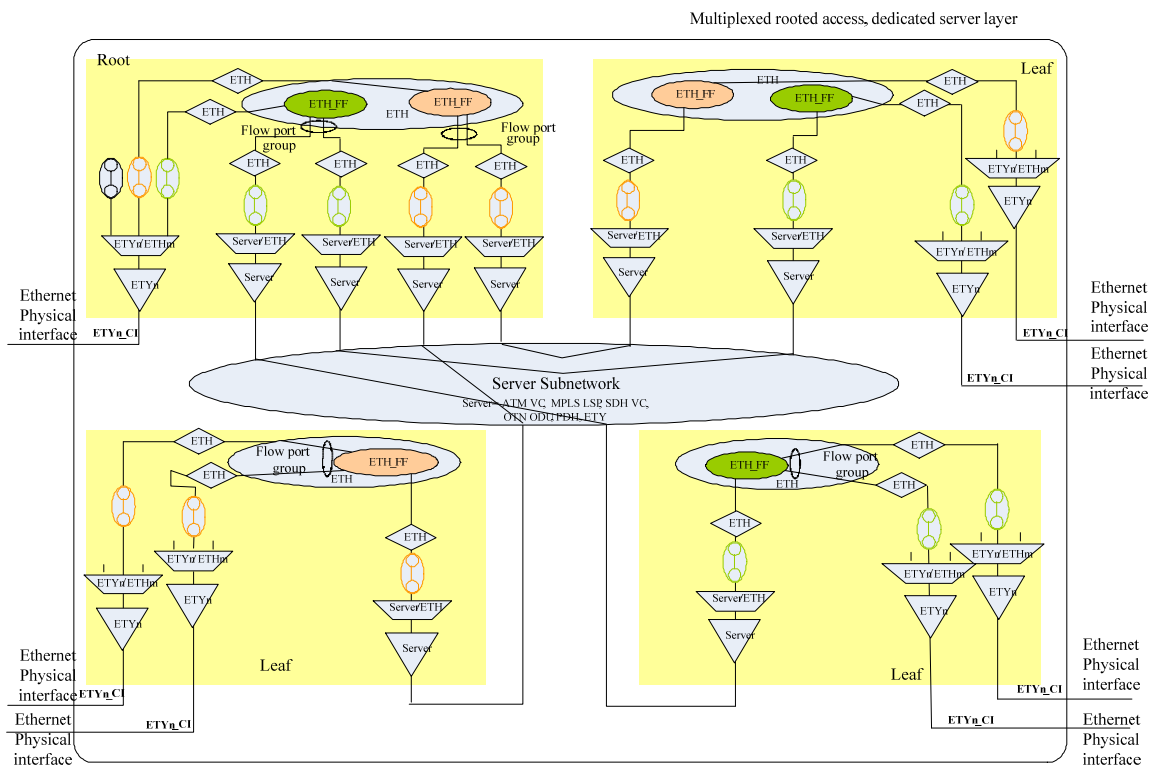 Multiplexed rooted access, dedicated server layer
Root
ETH
ETH
ETH_FF
ETH_FF
ETH
Flow port
group
Flow port
group
ETH
ETH
ETH
ETH
ETYn/ETHm
Server/ETH
Server/ETH
Server/ETH
Server/ETH
ETYn
Server
Server
Server
Server
Ethernet
Physical
interface
ETYn_CI
Leaf
ETH
ETH
ETH
ETH_FF
ETH_FF
ETH
ETH
ETYn/ETHm
ETYn
Server/ETH
Server/ETH
ETYn/ETHm
Server
Server
ETYn
Ethernet
Physical
interface
ETYn_CI
Ethernet
Physical
interface
ETYn_CI
Server Subnetwork
Server= ATM VC, MPLS LSP, SDH VC,
OTN ODU, PDH, ETY
ETH
ETH
Flow port
group
ETH_FF
ETH
ETH
ETYn/ETHm
ETYn/ETHm
ETYn
ETYn
Server/ETH
Server
Leaf
Ethernet
Physical
interface
ETYn_CI
Ethernet
Physical
interface
ETYn_CI
ETH
ETH
ETH_FF
Flow port
group
ETH
ETH
ETYn/ETHm
ETYn/ETHm
ETYn
ETYn
Server/ETH
Server
Leaf
Ethernet
Physical
interface
ETYn_CI
Ethernet
Physical
interface
ETYn_CI